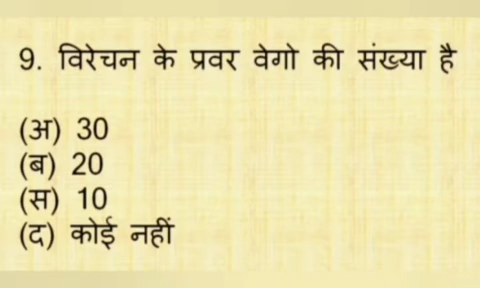 9. विरेचन के प्रवर वेगो की संख्या है
(अ) 30
(ब) 20
(स) 10
(द) कोई नहीं